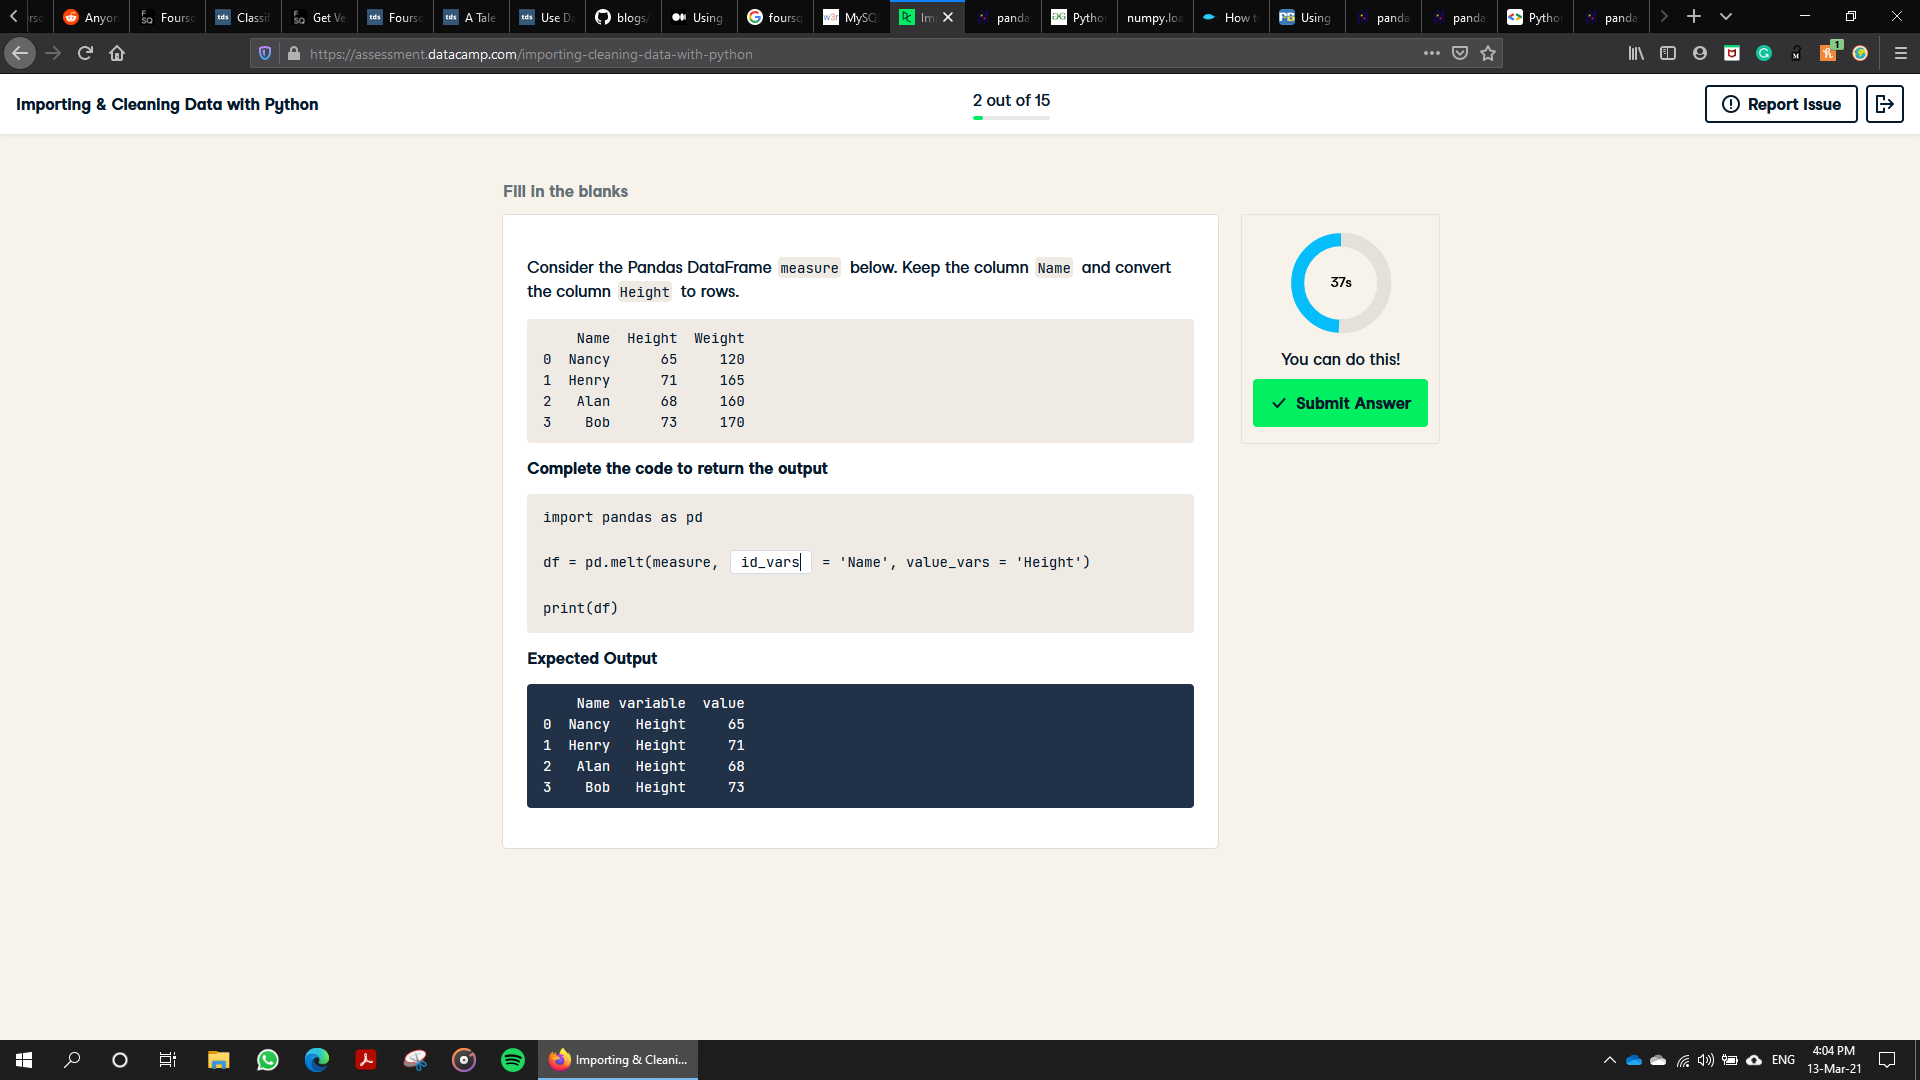 Anyon
Fours
Classif
Get Ve
Fours
A Tale
Use Da
blogs/
Using
foursq
MySQ
Im
panda
Pytho
numpy.loa
How t
Using
panda
panda
Pytho
panda
https://assessment.datacamp.com/importing-cleaning-data-with-python
Importing & Cleaning Data with Python
2 out of 15
Report Issue
Fill in the blanks
Consider the Pandas DataFrame measure below. Keep the column Name and convert
the column Height to rows.
Name Height Weight
0 Nancy 65 120
1 Henry 71 165
2 Alan 68 160
3 Bob 73 170
37s
You can do this!
Submit Answer
Complete the code to return the output
import pandas as pd
df = pd.melt(measure, id_vars = 'Name', value_vars = 'Height')
print(df)
Expected Output
Name variable value
0 Nancy Height 65
1 Henry Height 71
2 Alan Height 68
3 Bob Height 73
Importing & Cleani...
ENG
4:04 PM
13-Mar-21